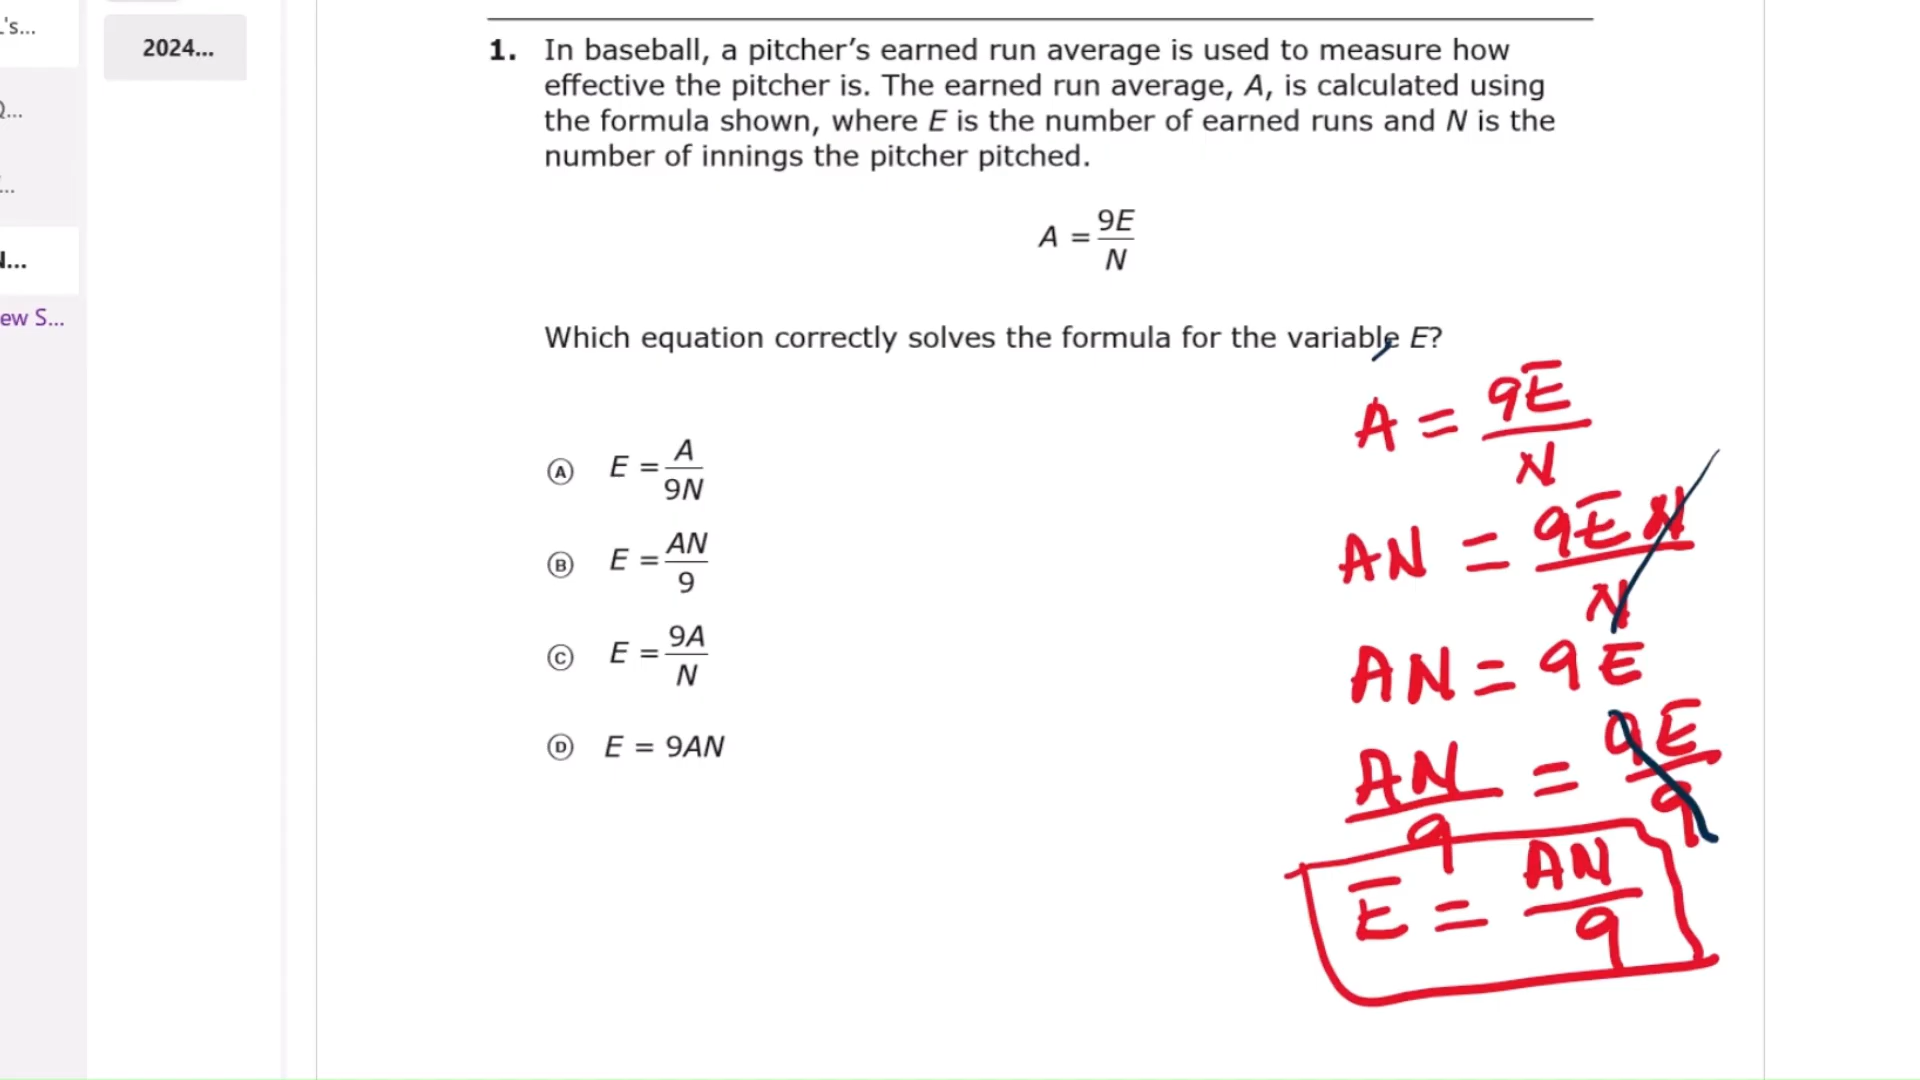 2024...
1. In baseball, a pitcher's earned run average is used to measure how
effective the pitcher is. The earned run average, A, is calculated using
the formula shown, where E is the number of earned runs and N is the
number of innings the pitcher pitched.
A = 9E/N
Which equation correctly solves the formula for the variable E?
A E = A/9N
B E = AN/9
C E = 9A/N
D E = 9AN
A = 9E/N
AN = 9EN/N
AN = 9E
AN/9 = 9E/9
E = AN/9